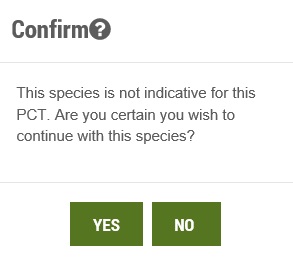 Confirm?
This species is not indicative for this
PCT. Are you certain you wish to
continue with this species?
YES NO